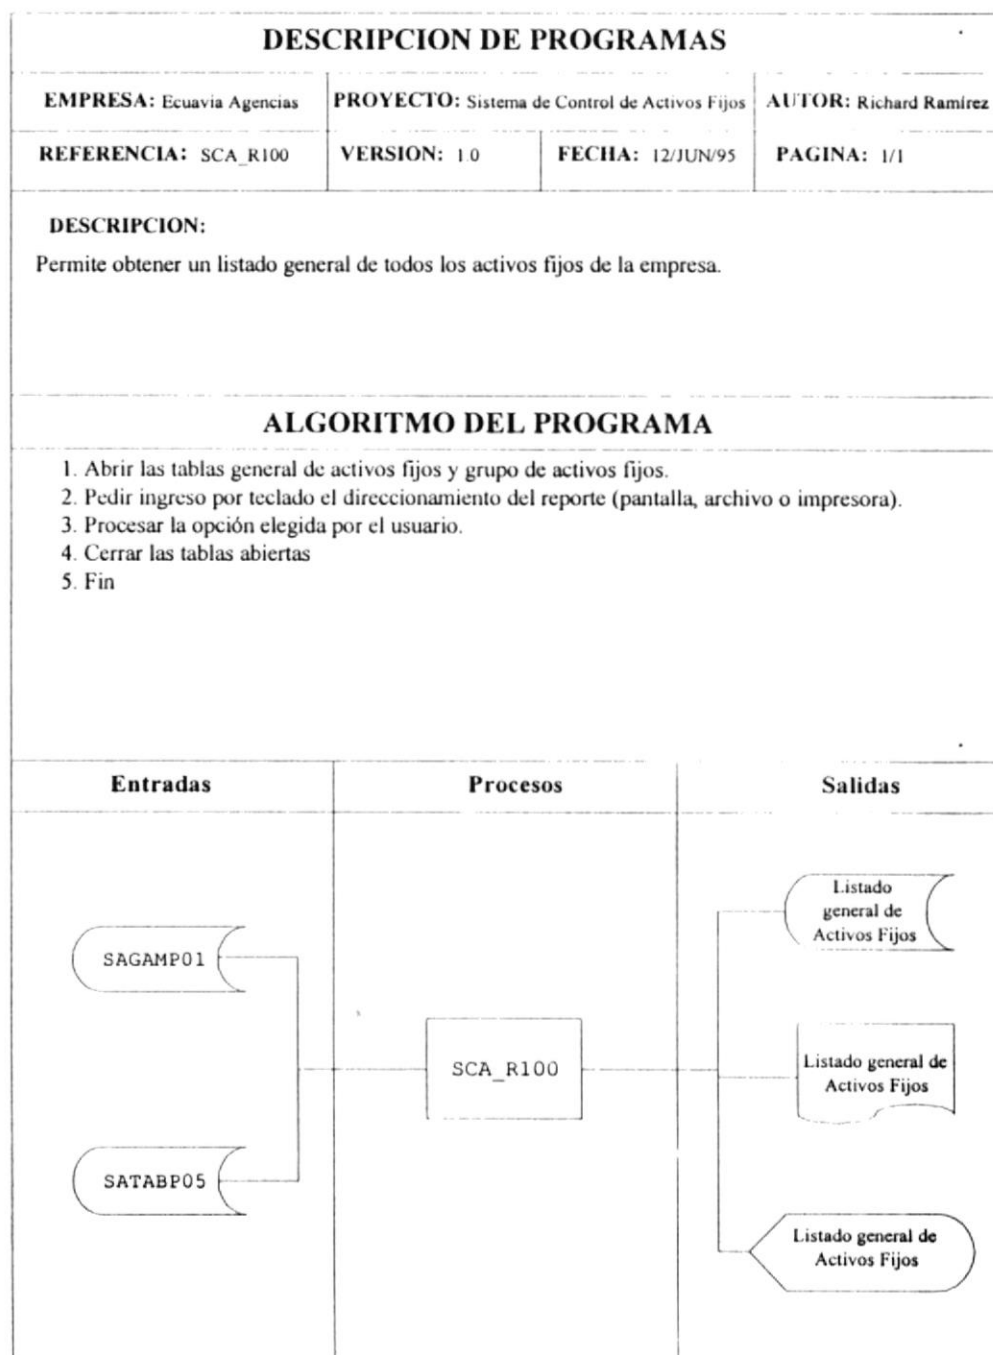 DESCRIPCION DE PROGRAMAS
EMPRESA: Ecuavia Agencias
PROYECTO: Sistema de Control de Activos Fijos
AUTOR: Richard Ramírez
REFERENCIA: SCA_R100
VERSION: 1.0
FECHA: 12/JUN/95
PAGINA: 1/1
DESCRIPCION:
Permite obtener un listado general de todos los activos fijos de la empresa.
ALGORITMO DEL PROGRAMA
1. Abrir las tablas general de activos fijos y grupo de activos fijos.
2. Pedir ingreso por teclado el direccionamiento del reporte (pantalla, archivo o impresora).
3. Procesar la opción elegida por el usuario.
4. Cerrar las tablas abiertas
5. Fin
Entradas
Procesos
Salidas
SAGAMP01
SATABP05
SCA_R100
Listado
general de
Activos Fijos
Listado general de
Activos Fijos
Listado general de
Activos Fijos